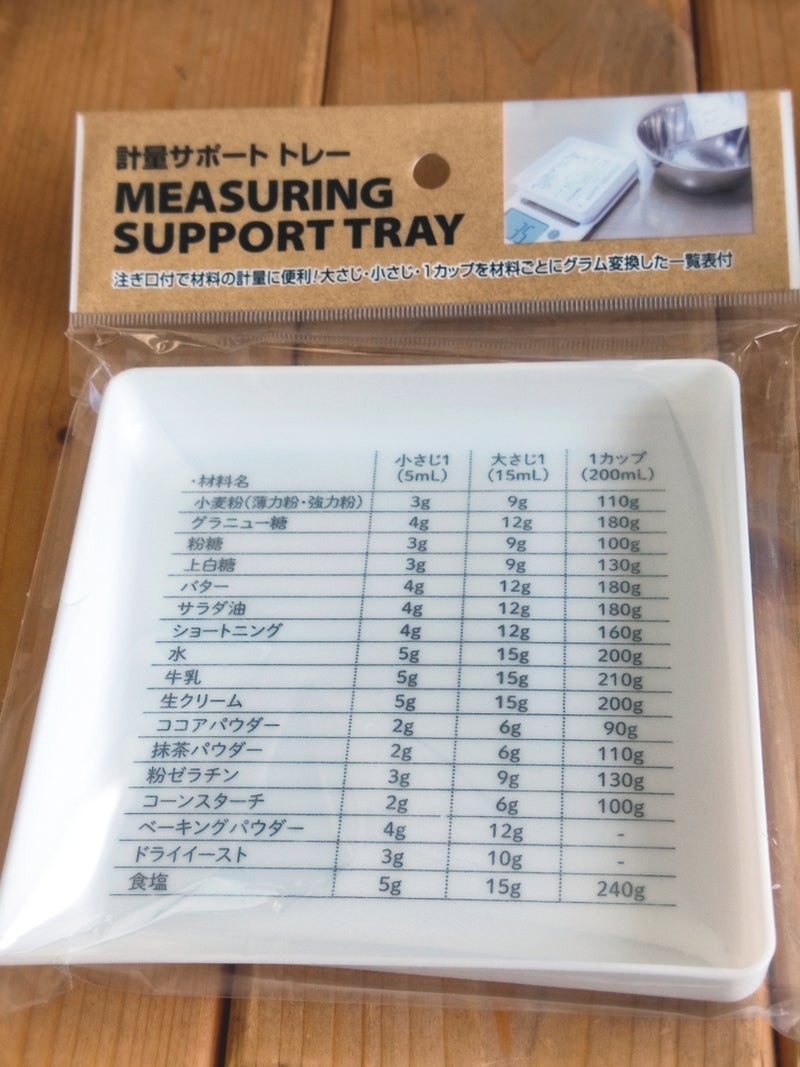 計量サポート トレー
MEASURING
SUPPORT TRAY
注ぎ口付で材料の計量に便利!大さじ・小さじ・1カップを材料ごとにグラム変換した一覧表付
・材料名 小さじ1(5mL) 大さじ1(15mL) 1カップ(200mL)
小麦粉(薄力粉・強力粉) 3g 9g 110g
グラニュー糖 4g 12g 180g
粉糖 3g 9g 100g
上白糖 3g 9g 130g
バター 4g 12g 180g
サラダ油 4g 12g 180g
ショートニング 4g 12g 160g
水 5g 15g 200g
牛乳 5g 15g 210g
生クリーム 5g 15g 200g
ココアパウダー 2g 6g 90g
抹茶パウダー 2g 6g 110g
粉ゼラチン 3g 9g 130g
コーンスターチ 2g 6g 100g
ベーキングパウダー 4g 12g -
ドライイースト 3g 10g -
食塩 5g 15g 240g